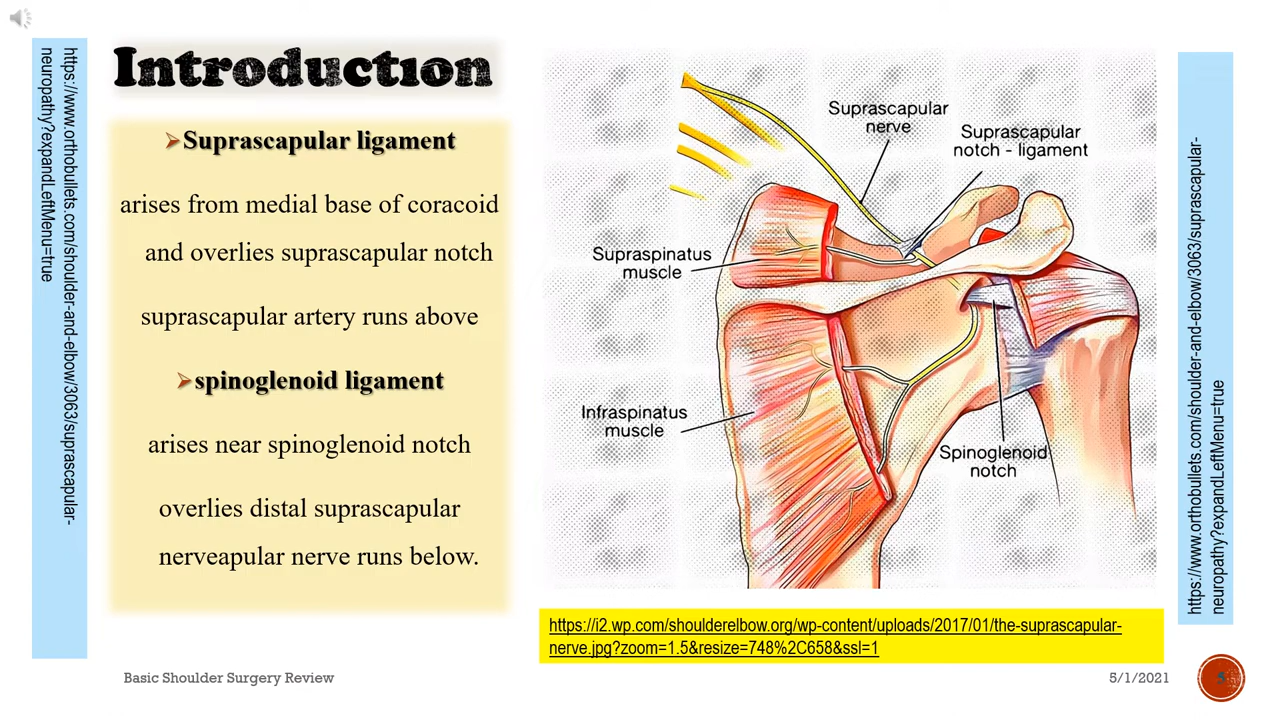 Introduction
https://www.orthobullets.com/shoulder-and-elbow/3063/suprascapular-
neuropathy?expandLeftMenu=true
➢Suprascapular ligament
arises from medial base of coracoid
and overlies suprascapular notch
suprascapular artery runs above
➢spinoglenoid ligament
arises near spinoglenoid notch
overlies distal suprascapular
nerveapular nerve runs below.
Suprascapular
nerve
Suprascapular
notch - ligament
Supraspinatus
muscle
Infraspinatus
muscle
Spinoglenoid
notch
https://i2.wp.com/shoulderelbow.org/wp-content/uploads/2017/01/the-suprascapular-
nerve.jpg?zoom=1.5&resize=748%2C658&ssl=1
https://www.orthobullets.com/shoulder-and-elbow/3063/suprascapular-
neuropathy?expandLeftMenu=true
Basic Shoulder Surgery Review
5/1/2021
5